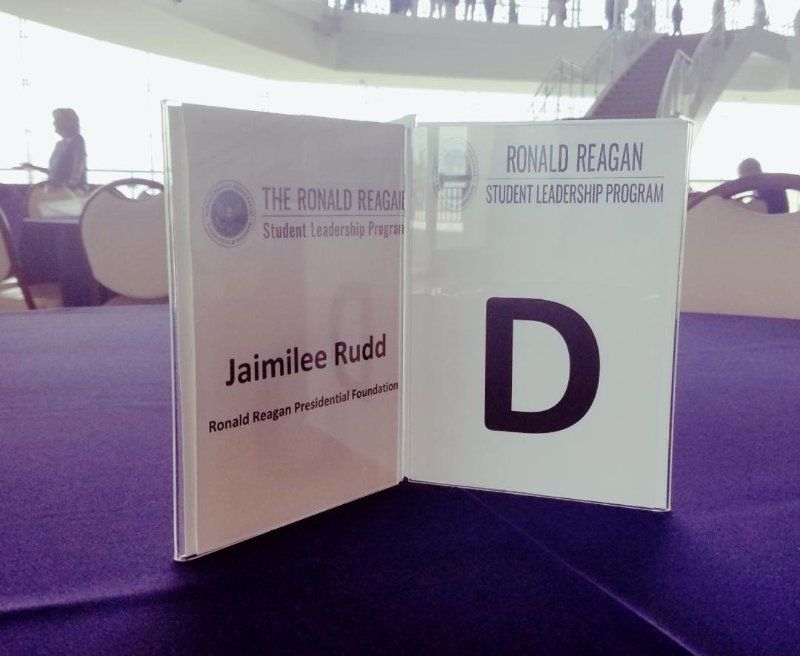 THE RONALD REAGAN
Student Leadership Program
Jaimilee Rudd
Ronald Reagan Presidential Foundation
RONALD REAGAN
STUDENT LEADERSHIP PROGRAM
D